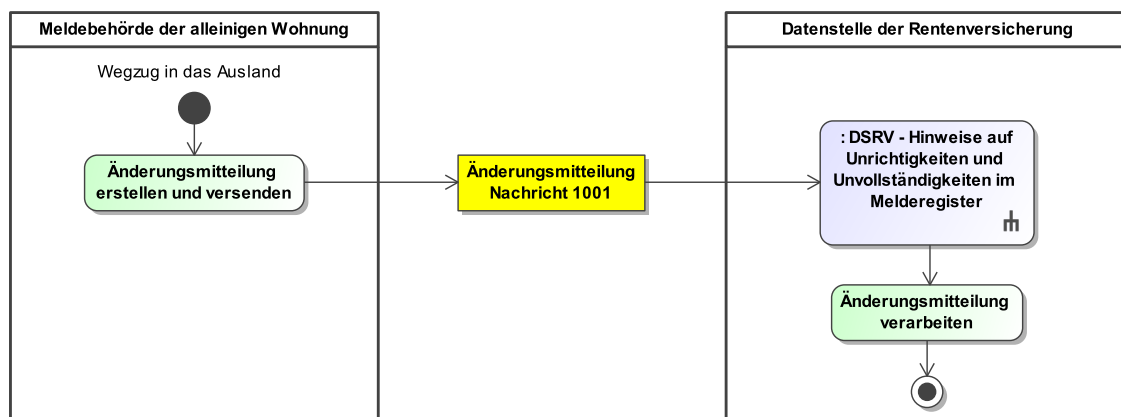 Meldebehörde der alleinigen Wohnung
Wegzug in das Ausland
Änderungsmitteilung
erstellen und versenden
Änderungsmitteilung
Nachricht 1001
Datenstelle der Rentenversicherung
: DSRV - Hinweise auf
Unrichtigkeiten und
Unvollständigkeiten im
Melderegister
Änderungsmitteilung
verarbeiten